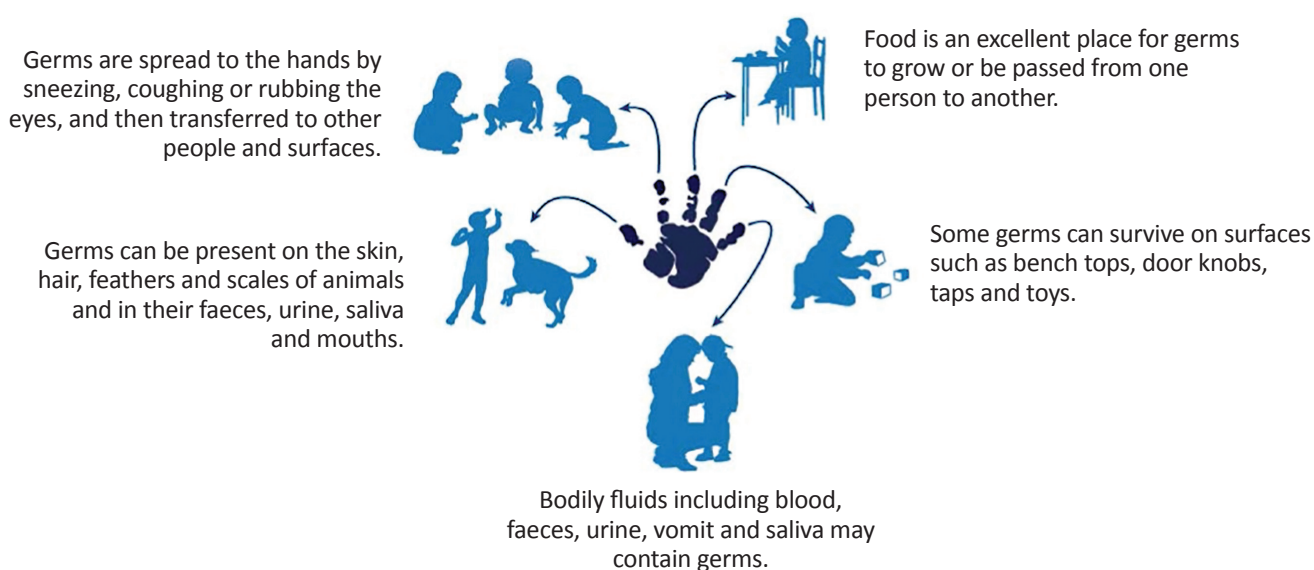 Germs are spread to the hands by
sneezing, coughing or rubbing the
eyes, and then transferred to other
people and surfaces.
Food is an excellent place for germs
to grow or be passed from one
person to another.
Germs can be present on the skin,
hair, feathers and scales of animals
and in their faeces, urine, saliva
and mouths.
Some germs can survive on surfaces
such as bench tops, door knobs,
taps and toys.
Bodily fluids including blood,
faeces, urine, vomit and saliva may
contain germs.